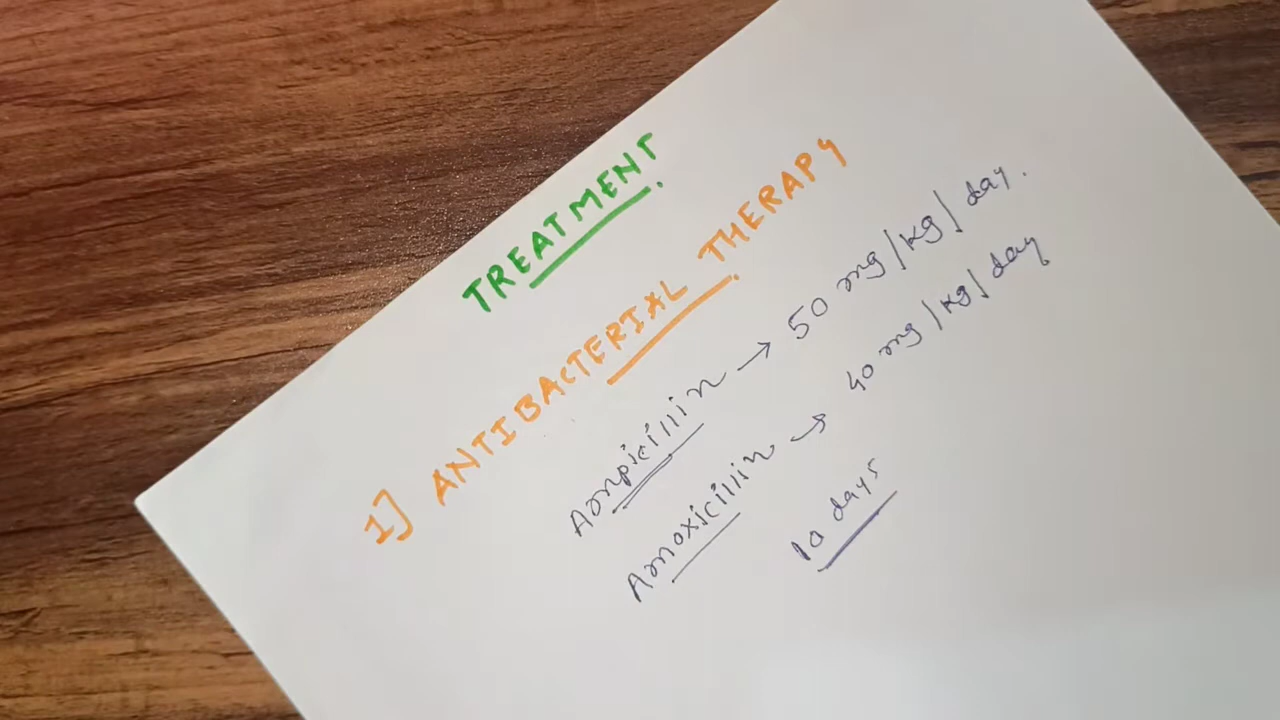 TREATMENT.
1] ANTIBACTERIAL THERAPY
Ampicillin → 50 mg/kg/day.
Amoxicillin → 40 mg/kg/day
10 days